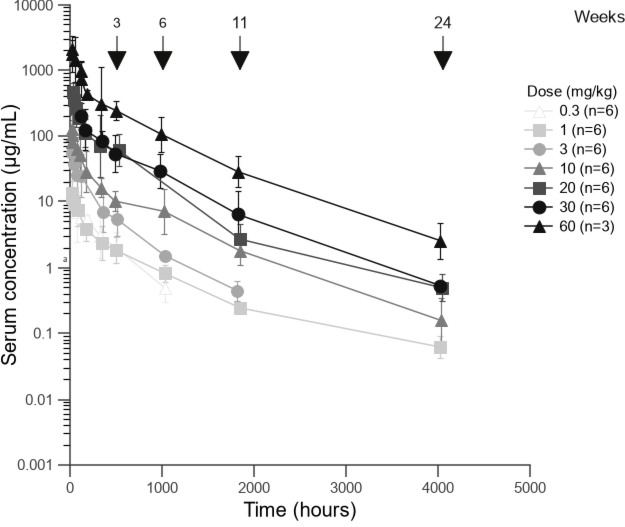 Weeks
3 6 11 24
Serum concentration (μg/mL)
10000
1000
100
10
1
a
0.1
0.01
0.001
0 1000 2000 3000 4000 5000
Time (hours)
Dose (mg/kg)
0.3 (n=6)
1 (n=6)
3 (n=6)
10 (n=6)
20 (n=6)
30 (n=6)
60 (n=3)